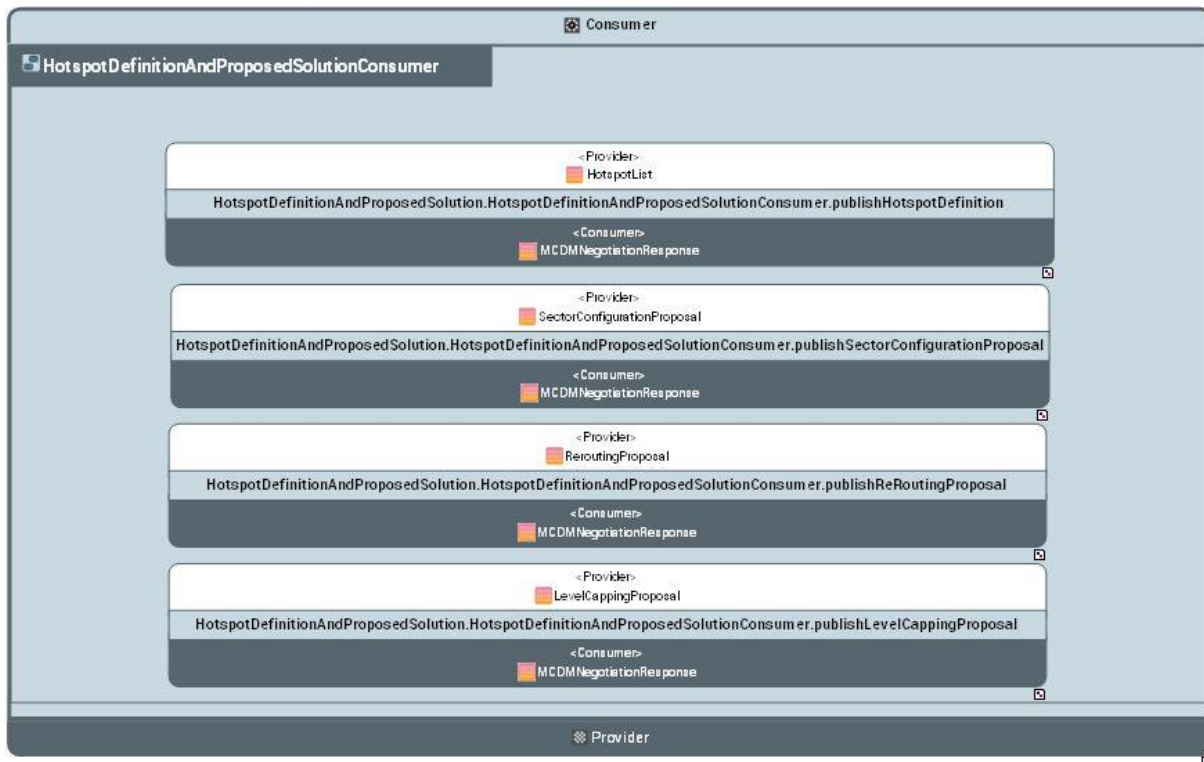 Consumer
HotspotDefinitionAndProposedSolutionConsumer
<Provider>
HotspotList
HotspotDefinitionAndProposedSolution.HotspotDefinitionAndProposedSolutionConsumer.publishHotspotDefinition
<Consumer>
MCDMNegotiationResponse
<Provider>
SectorConfigurationProposal
HotspotDefinitionAndProposedSolution.HotspotDefinitionAndProposedSolutionConsumer.publishSectorConfigurationProposal
<Consumer>
MCDMNegotiationResponse
<Provider>
ReroutingProposal
HotspotDefinitionAndProposedSolution.HotspotDefinitionAndProposedSolutionConsumer.publishReRoutingProposal
<Consumer>
MCDMNegotiationResponse
<Provider>
LevelCappingProposal
HotspotDefinitionAndProposedSolution.HotspotDefinitionAndProposedSolutionConsumer.publishLevelCappingProposal
<Consumer>
MCDMNegotiationResponse
Provider